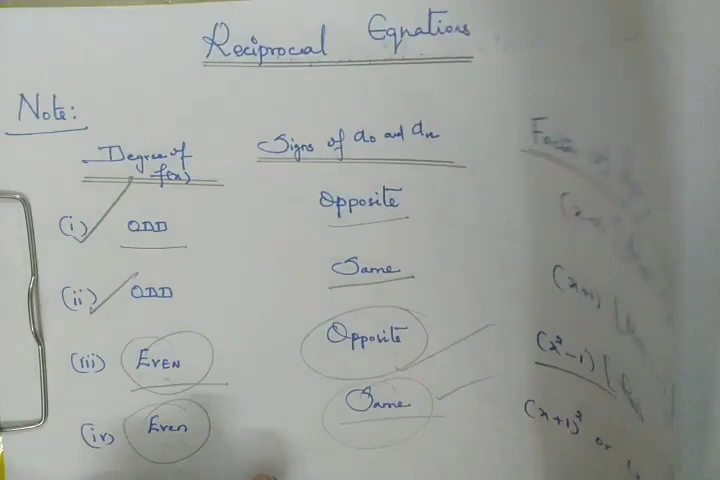 Reciprocal Equations
Note:
Degree of f(x) Signs of a0 and an
(i) ODD Opposite
(ii) ODD Same (x+1)
(iii) EVEN Opposite (x²-1)
(iv) Even Same (x+1)² or